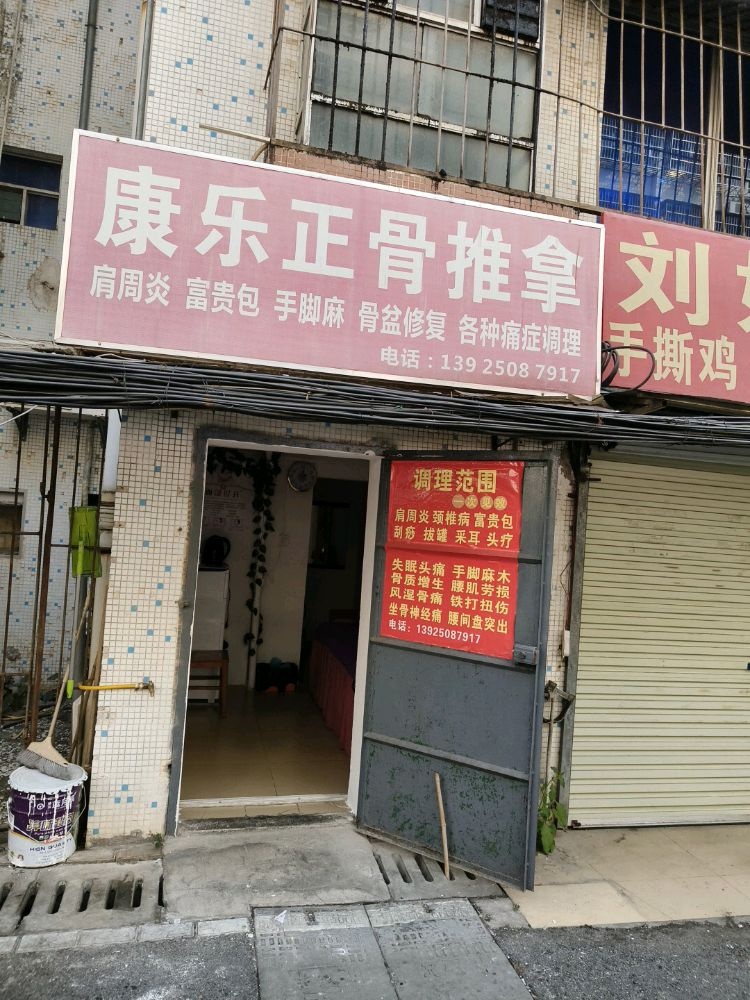 康乐正骨推拿
肩周炎 富贵包 手脚麻 骨盆修复 各种痛症调理
电话：139 2508 7917
刘
手撕鸡
调理范围
一次见效
肩周炎 颈椎病 富贵包
刮痧 拔罐 采耳 头疗
失眠头痛 手脚麻木
骨质增生 腰肌劳损
风湿骨痛 铁打扭伤
坐骨神经痛 腰间盘突出
电话：13925087917